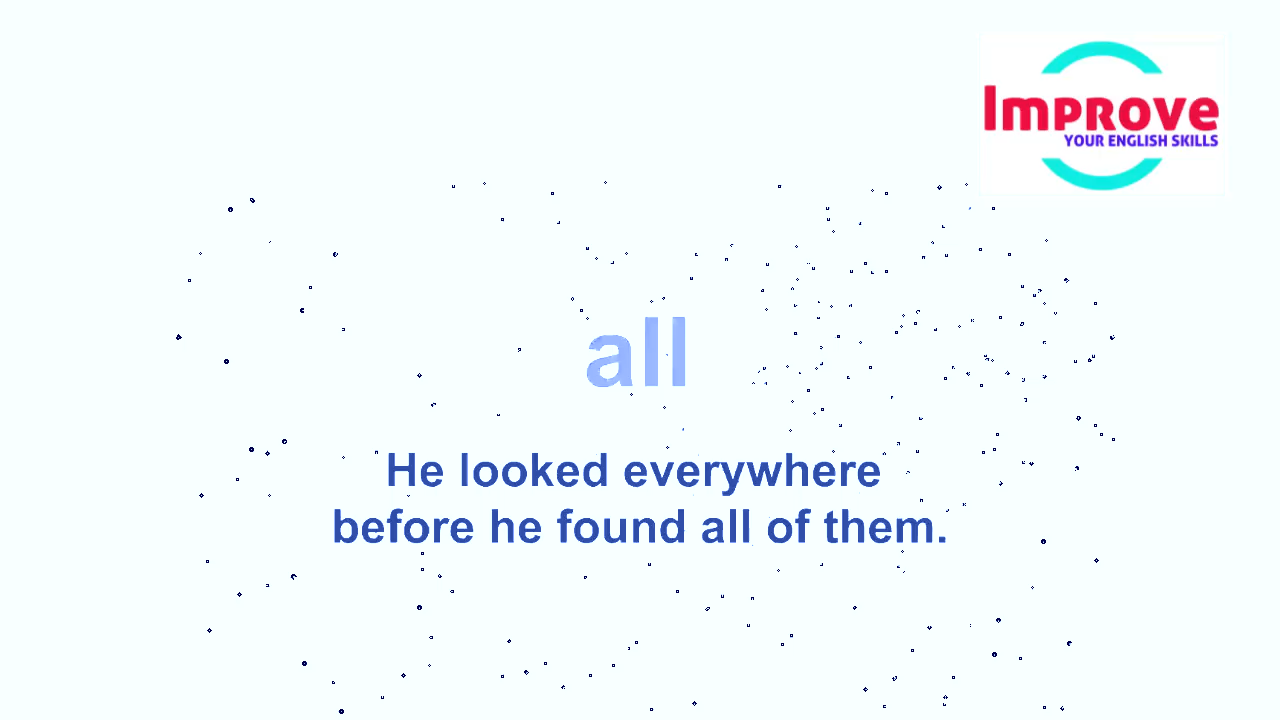 Improve
YOUR ENGLISH SKILLS
all
He looked everywhere
before he found all of them.